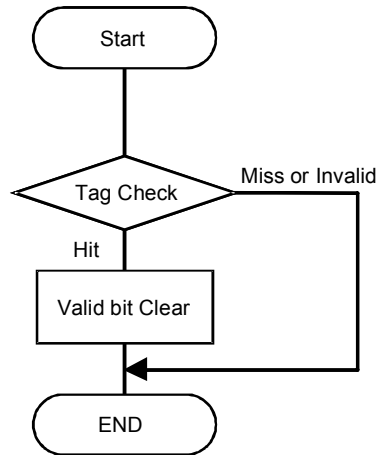 Start
Tag Check
Miss or Invalid
Hit
Valid bit Clear
END